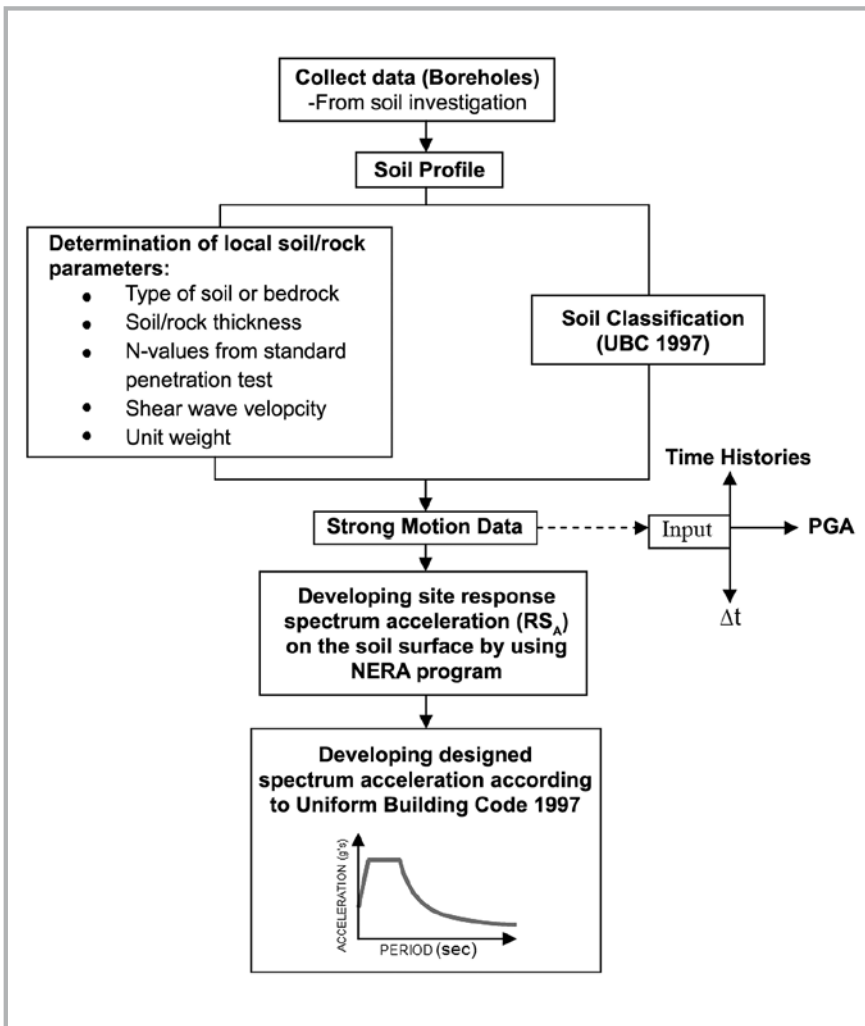 Collect data (Boreholes)
-From soil investigation
Soil Profile
Determination of local soil/rock
parameters:
• Type of soil or bedrock
• Soil/rock thickness
• N-values from standard
penetration test
• Shear wave velopcity
• Unit weight
Soil Classification
(UBC 1997)
Time Histories
Strong Motion Data
Input
PGA
Δt
Developing site response
spectrum acceleration (RS_A)
on the soil surface by using
NERA program
Developing designed
spectrum acceleration according
to Uniform Building Code 1997
ACCELERATION (g's)
PERIOD (sec)